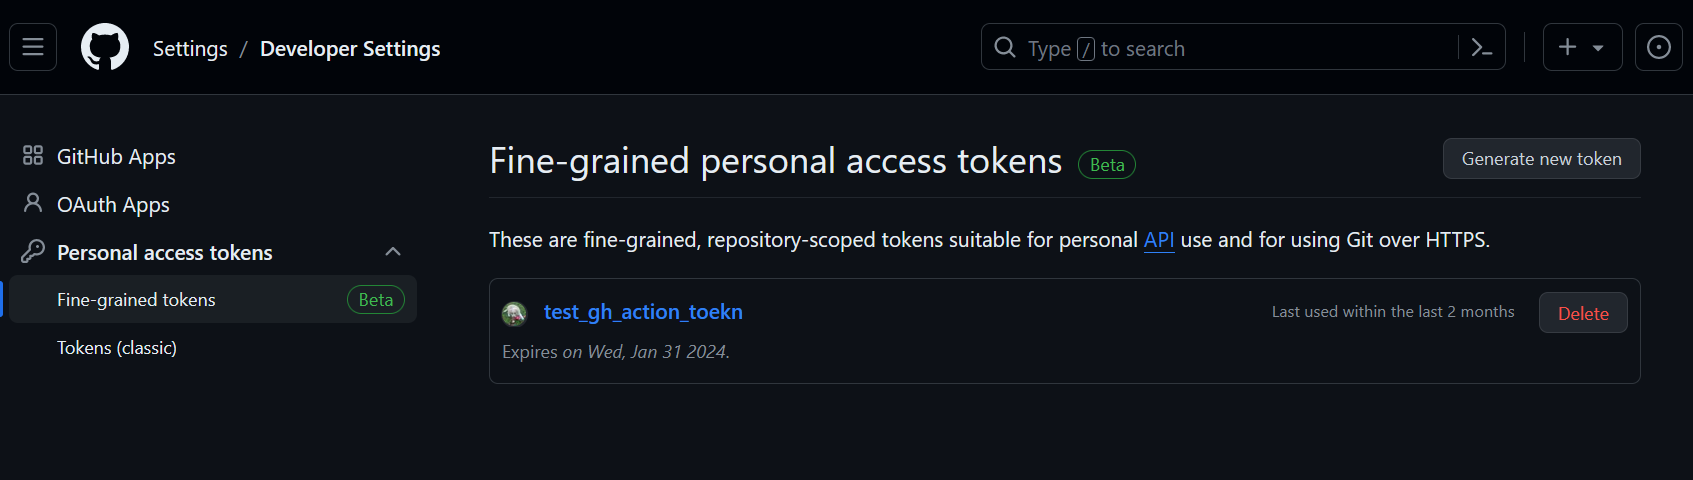 Settings / Developer Settings
Type / to search
GitHub Apps
OAuth Apps
Personal access tokens
Fine-grained tokens Beta
Tokens (classic)
Fine-grained personal access tokens Beta
Generate new token
These are fine-grained, repository-scoped tokens suitable for personal API use and for using Git over HTTPS.
test_gh_action_toekn
Last used within the last 2 months
Delete
Expires on Wed, Jan 31 2024.